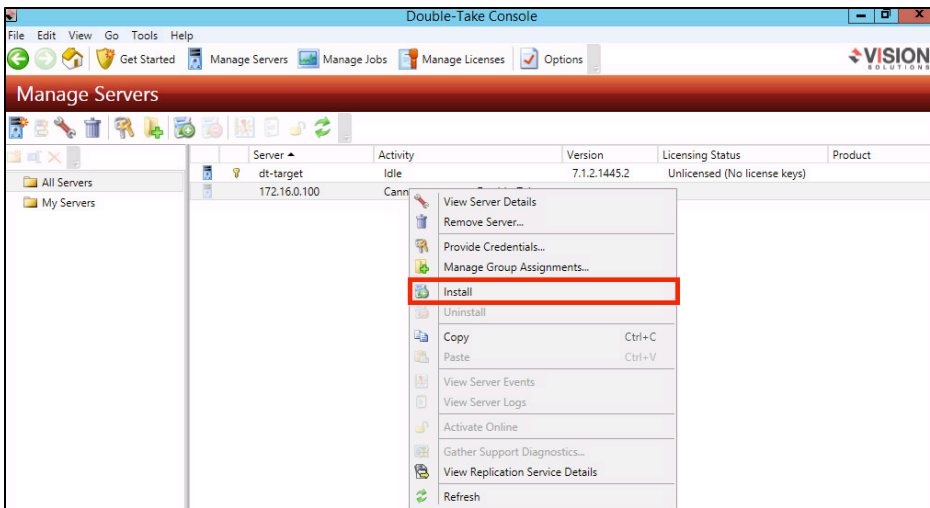 Double-Take Console
File Edit View Go Tools Help
Get Started Manage Servers Manage Jobs Manage Licenses Options VISION SOLUTIONS
Manage Servers
Server Activity Version Licensing Status Product
All Servers
My Servers
dt-target Idle 7.1.2.1445.2 Unlicensed (No license keys)
172.16.0.100
View Server Details
Remove Server...
Provide Credentials...
Manage Group Assignments...
Install
Uninstall
Copy Ctrl+C
Paste Ctrl+V
View Server Events
View Server Logs
Activate Online
Gather Support Diagnostics...
View Replication Service Details
Refresh